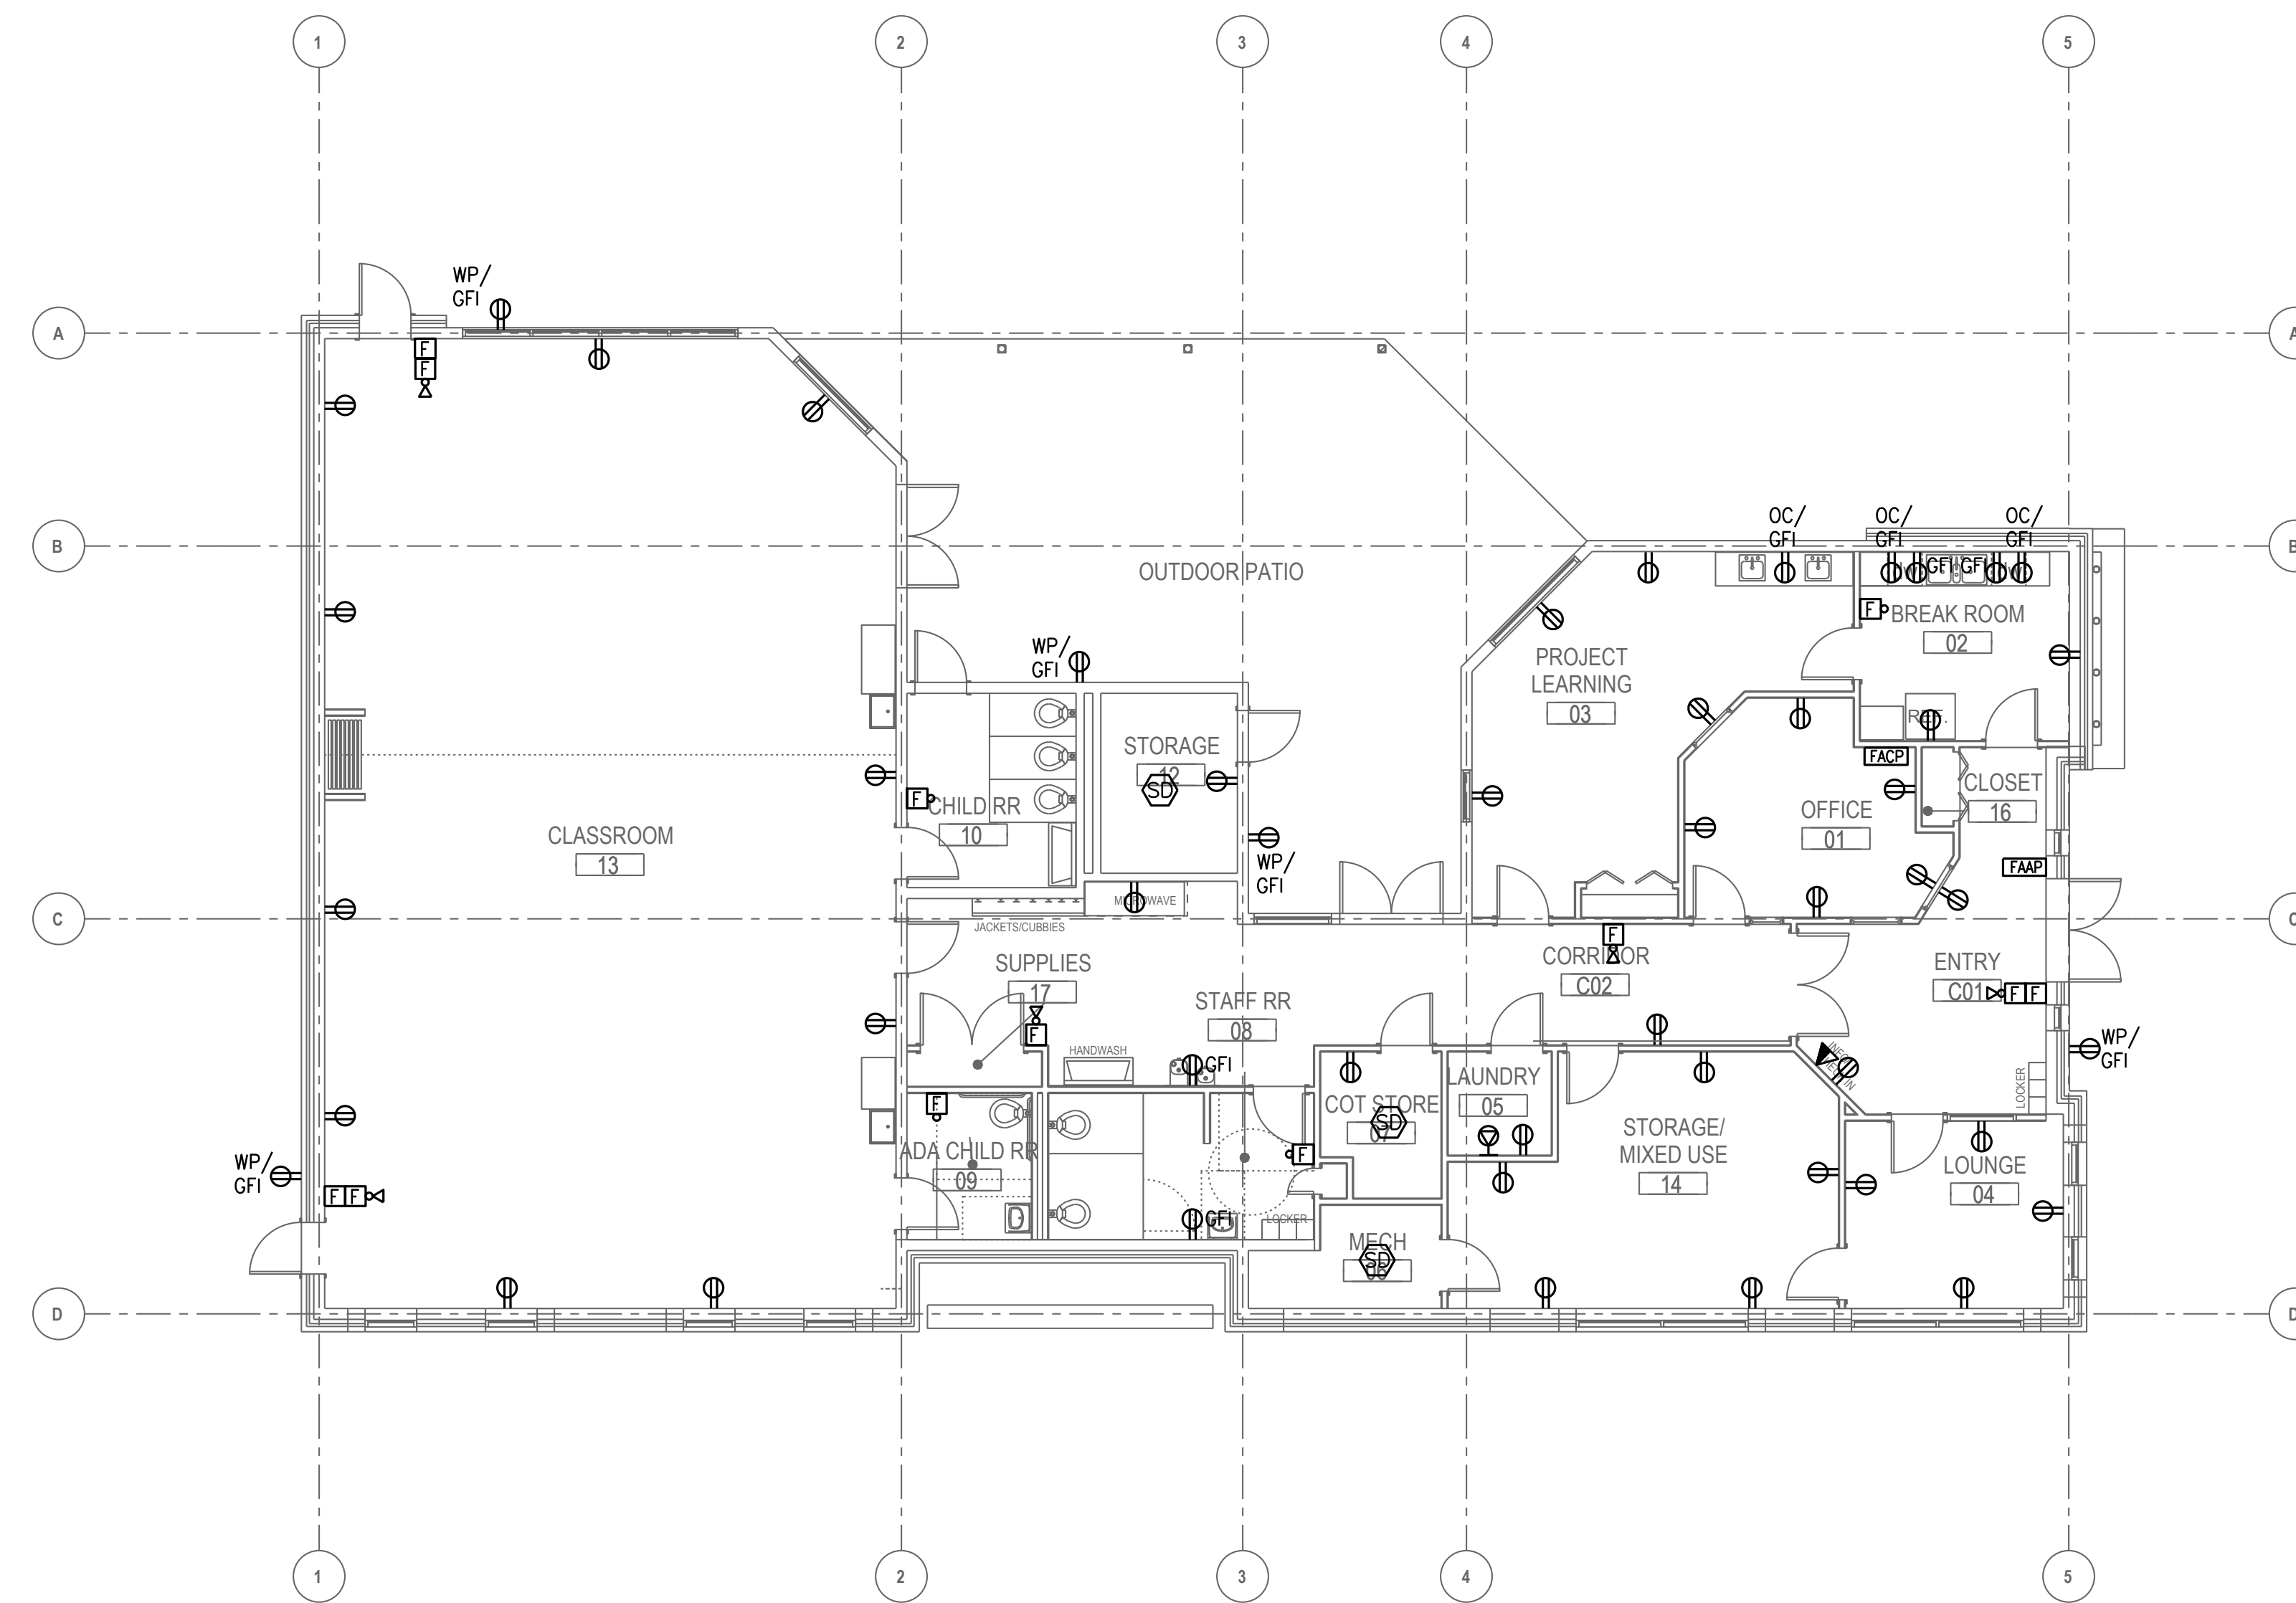 1 2 3 4 5
WP/
GFI
F
F
A A
OC/ OC/ OC/
GFI GFI GFI
B B
GFI GFI
OUTDOOR PATIO
F BREAK ROOM
02
WP/
GFI
PROJECT
LEARNING
03
REF.
STORAGE
12
SD
FACP
CLOSET
16
F CHILD RR
10
OFFICE
01
CLASSROOM
13
WP/
GFI
FAAP
MICROWAVE
C C
JACKETS/CUBBIES
F
CORRIDOR
C02
SUPPLIES
17
ENTRY
C01 F F
STAFF RR
08
F
HANDWASH
GFI
WP/
GFI
LOCKER
LAUNDRY
05
COT STORE
07
SD
F
STORAGE/
MIXED USE
14
ADA CHILD RR
09
F
LOUNGE
04
WP/
GFI
F F
GFI
LOCKER
MECH
06
SD
D D
1 2 3 4 5